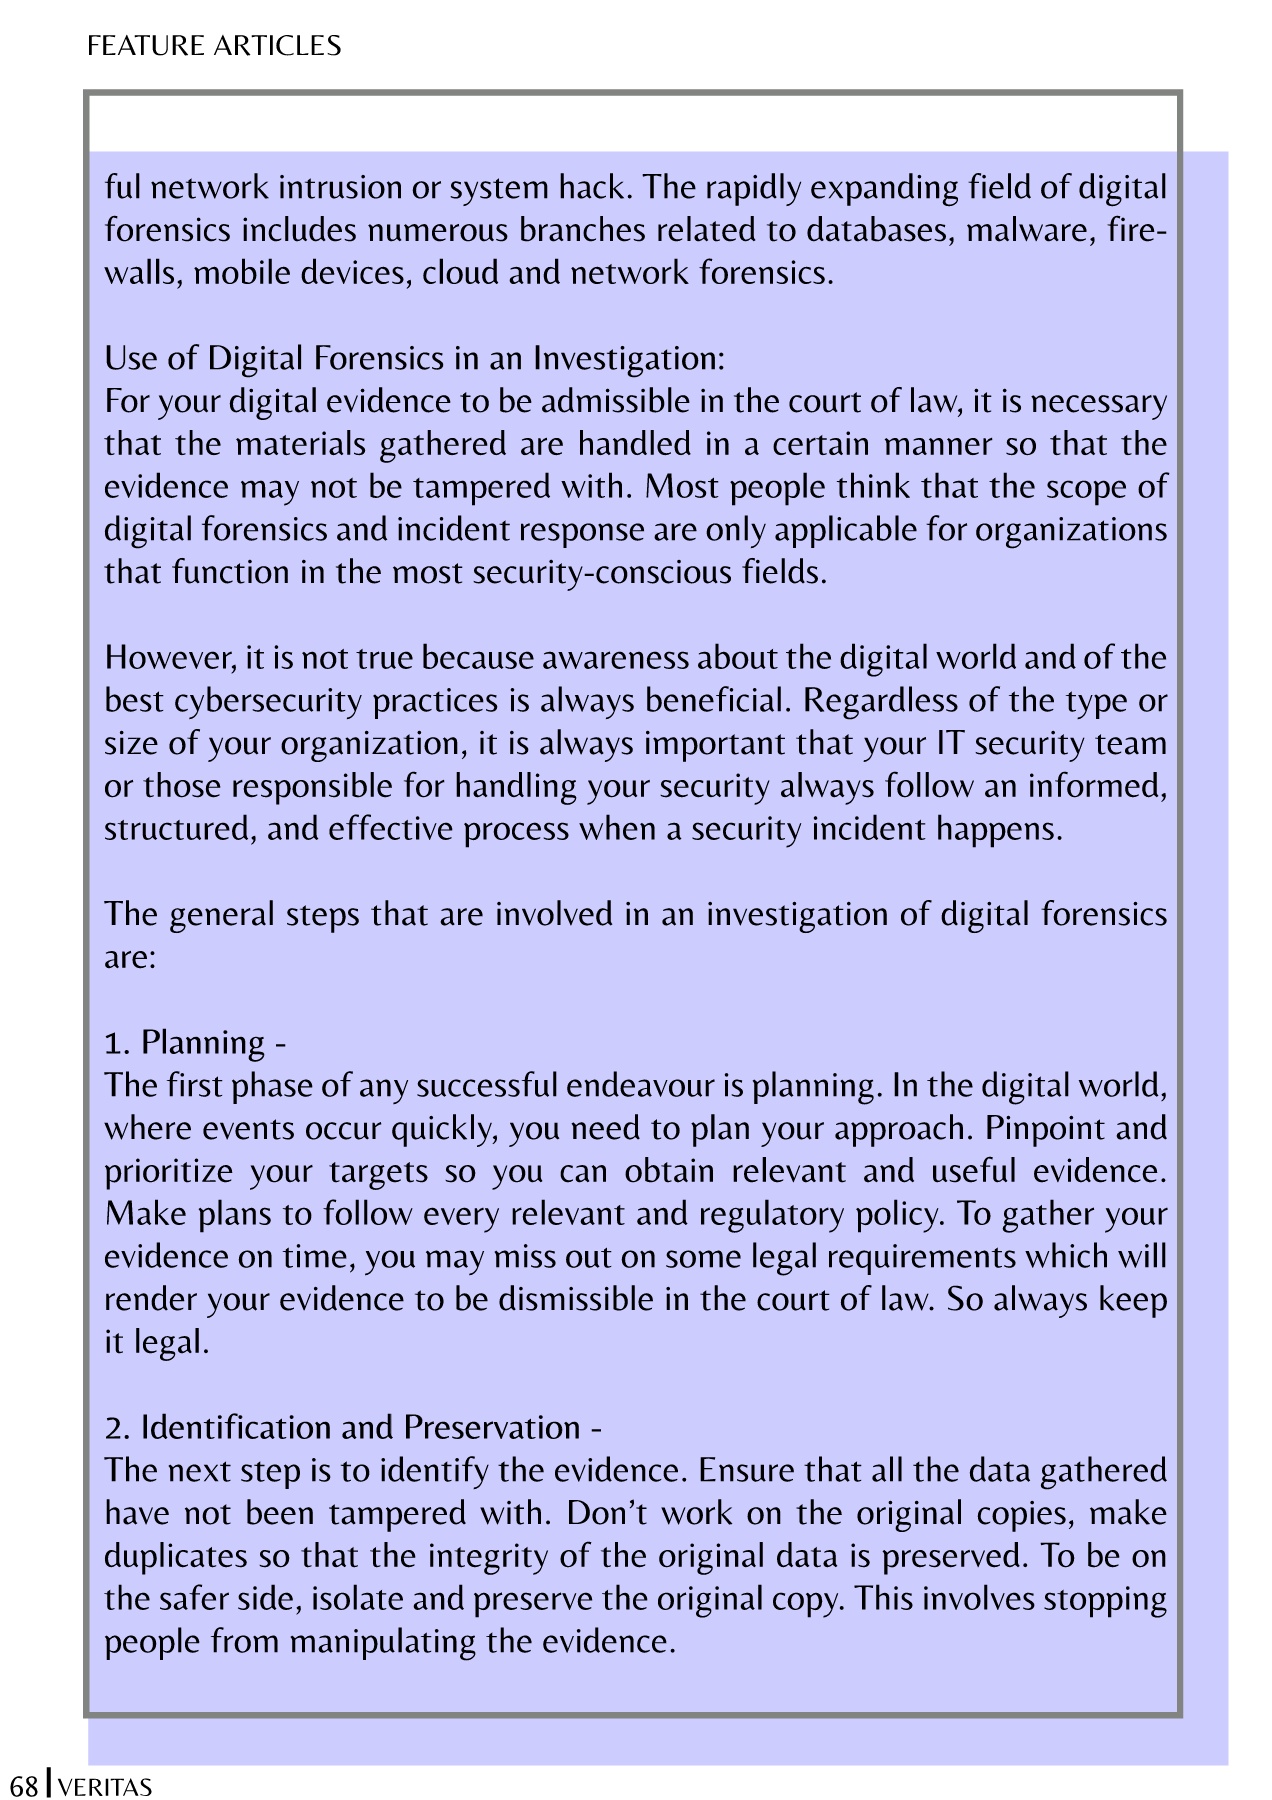 FEATURE ARTICLES
ful network intrusion or system hack. The rapidly expanding field of digital
forensics includes numerous branches related to databases, malware, fire-
walls, mobile devices, cloud and network forensics.
Use of Digital Forensics in an Investigation:
For your digital evidence to be admissible in the court of law, it is necessary
that the materials gathered are handled in a certain manner so that the
evidence may not be tampered with. Most people think that the scope of
digital forensics and incident response are only applicable for organizations
that function in the most security-conscious fields.
However, it is not true because awareness about the digital world and of the
best cybersecurity practices is always beneficial. Regardless of the type or
size of your organization, it is always important that your IT security team
or those responsible for handling your security always follow an informed,
structured, and effective process when a security incident happens.
The general steps that are involved in an investigation of digital forensics
are:
1. Planning -
The first phase of any successful endeavour is planning. In the digital world,
where events occur quickly, you need to plan your approach. Pinpoint and
prioritize your targets so you can obtain relevant and useful evidence.
Make plans to follow every relevant and regulatory policy. To gather your
evidence on time, you may miss out on some legal requirements which will
render your evidence to be dismissible in the court of law. So always keep
it legal.
2. Identification and Preservation -
The next step is to identify the evidence. Ensure that all the data gathered
have not been tampered with. Don’t work on the original copies, make
duplicates so that the integrity of the original data is preserved. To be on
the safer side, isolate and preserve the original copy. This involves stopping
people from manipulating the evidence.
68 | VERITAS